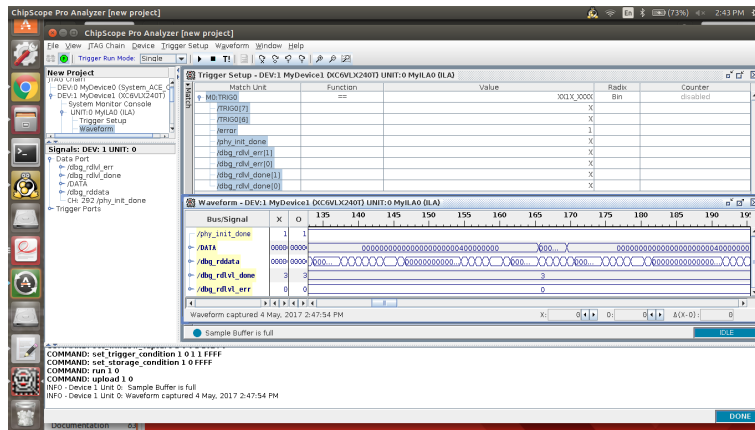 ChipScope Pro Analyzer [new project]
En (73%) 2:43 PM
ChipScope Pro Analyzer [new project]
File View JTAG Chain Device Trigger Setup Waveform Window Help
Trigger Run Mode: Single T!
New Project
JTAG Chain
DEV:0 MyDevice0 (System_ACE_C
DEV:1 MyDevice1 (XC6VLX240T)
System Monitor Console
UNIT:0 MyILA0 (ILA)
Trigger Setup
Waveform
Signals: DEV: 1 UNIT: 0
Data Port
/dbg_rdlvl_err
/dbg_rdlvl_done
/DATA
/dbg_rddata
CH: 292 /phy_init_done
Trigger Ports
Trigger Setup - DEV:1 MyDevice1 (XC6VLX240T) UNIT:0 MyILA0 (ILA)
Match
Match Unit Function Value Radix Counter
M0:TRIG0 == XX1X_XXXX Bin disabled
/TRIG0[7] X
/TRIG0[6] X
/error 1
/phy_init_done X
/dbg_rdlvl_err[1] X
/dbg_rdlvl_err[0] X
/dbg_rdlvl_done[1] X
/dbg_rdlvl_done[0] X
Waveform - DEV:1 MyDevice1 (XC6VLX240T) UNIT:0 MyILA0 (ILA)
Bus/Signal X O 135 140 145 150 155 160 165 170 175 180 185 190 195
/phy_init_done 1 1
/DATA
/dbg_rddata
/dbg_rdlvl_done 3 3 3
/dbg_rdlvl_err 0 0 0
Waveform captured 4 May, 2017 2:47:54 PM X: 0 O: 0 Δ(X-O): 0
Sample Buffer is full IDLE
COMMAND: set_trigger_condition 1 0 1 1 FFFF
COMMAND: set_storage_condition 1 0 FFFF
COMMAND: run 1 0
COMMAND: upload 1 0
INFO - Device 1 Unit 0: Sample Buffer is full
INFO - Device 1 Unit 0: Waveform captured 4 May, 2017 2:47:54 PM
DONE
Documentation